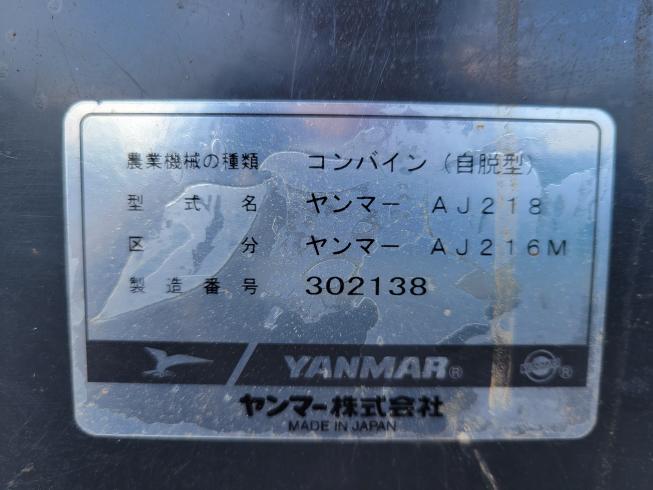 農業機械の種類 コンバイン（自脱型）
型式名 ヤンマー AJ218
区分 ヤンマー AJ216M
製造番号 302138
YANMAR®
®
ヤンマー株式会社
MADE IN JAPAN